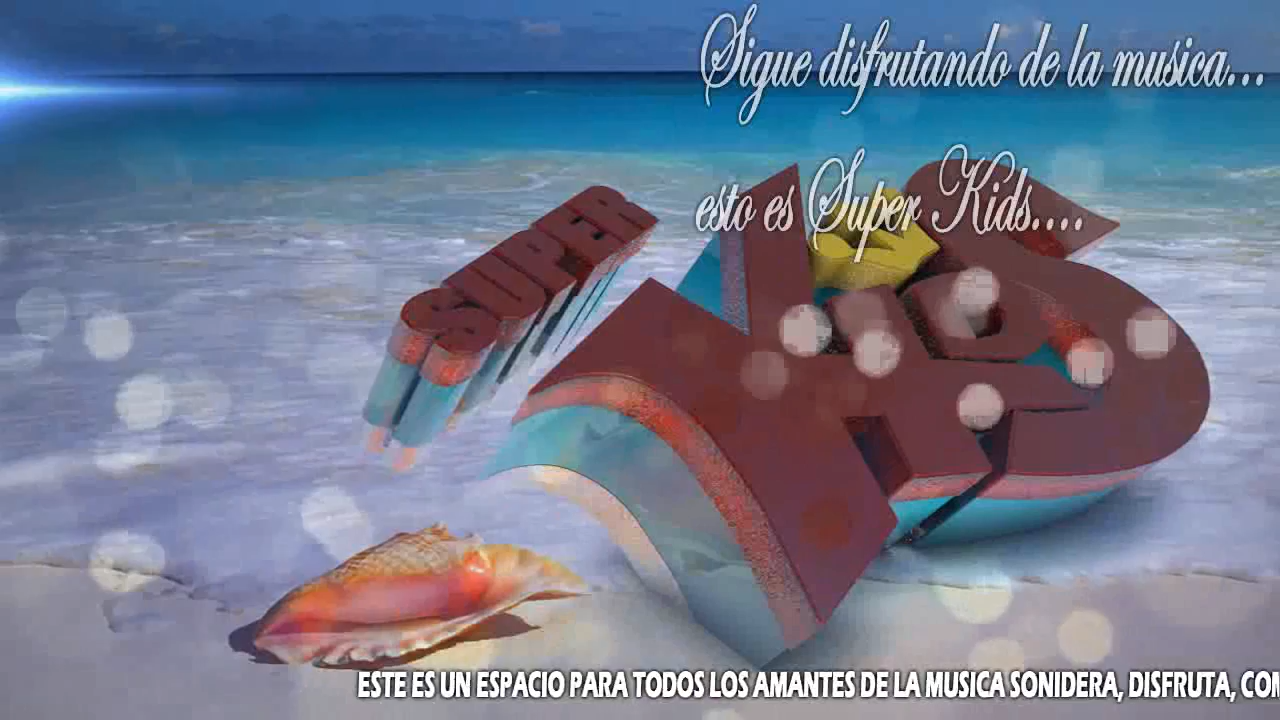 Sigue disfrutando de la musica...
esto es Super Kids....
SUPER
KIDS
ESTE ES UN ESPACIO PARA TODOS LOS AMANTES DE LA MUSICA SONIDERA, DISFRUTA, COM